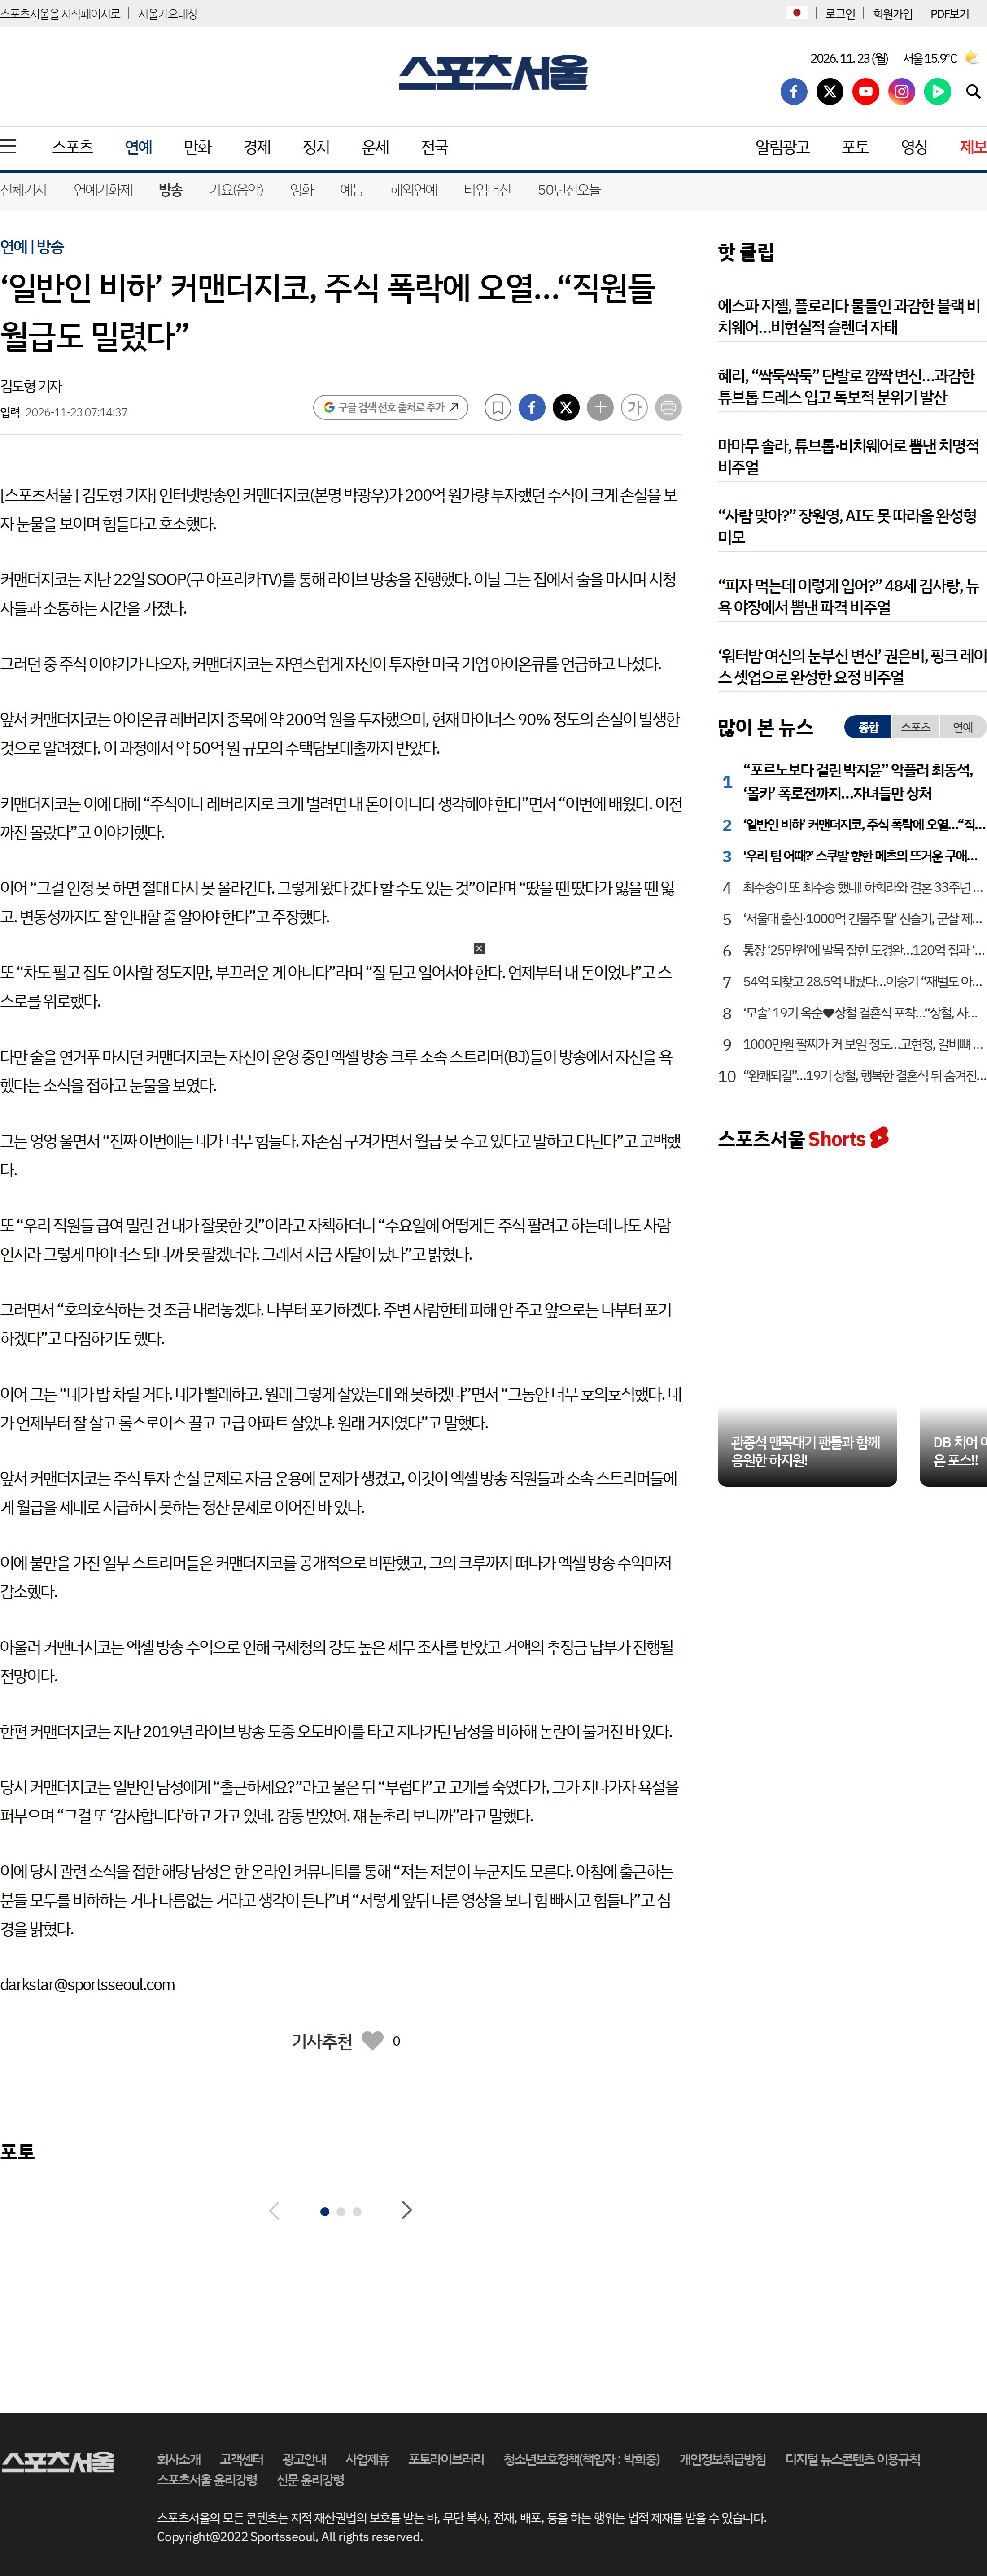 스포츠서울을 시작페이지로 | 서울가요대상
로그인 | 회원가입 | PDF보기
2026. 11. 23 (월) 서울 15.9°C
스포츠서울
스포츠 연예 만화 경제 정치 운세 전국
알림광고 포토 영상 제보
전체기사 연예가화제 방송 가요(음악) 영화 예능 해외연예 타임머신 50년전오늘
연예 | 방송
‘일반인 비하’ 커맨더지코, 주식 폭락에 오열…“직원들
월급도 밀렸다”
김도형 기자
입력 2026-11-23 07:14:37
구글 검색 선호 출처로 추가
가
[스포츠서울 | 김도형 기자] 인터넷방송인 커맨더지코(본명 박광우)가 200억 원가량 투자했던 주식이 크게 손실을 보
자 눈물을 보이며 힘들다고 호소했다.
커맨더지코는 지난 22일 SOOP(구 아프리카TV)를 통해 라이브 방송을 진행했다. 이날 그는 집에서 술을 마시며 시청
자들과 소통하는 시간을 가졌다.
그러던 중 주식 이야기가 나오자, 커맨더지코는 자연스럽게 자신이 투자한 미국 기업 아이온큐를 언급하고 나섰다.
앞서 커맨더지코는 아이온큐 레버리지 종목에 약 200억 원을 투자했으며, 현재 마이너스 90% 정도의 손실이 발생한
것으로 알려졌다. 이 과정에서 약 50억 원 규모의 주택담보대출까지 받았다.
커맨더지코는 이에 대해 “주식이나 레버리지로 크게 벌려면 내 돈이 아니다 생각해야 한다”면서 “이번에 배웠다. 이전
까진 몰랐다”고 이야기했다.
이어 “그걸 인정 못 하면 절대 다시 못 올라간다. 그렇게 왔다 갔다 할 수도 있는 것”이라며 “땄을 땐 땄다가 잃을 땐 잃
고. 변동성까지도 잘 인내할 줄 알아야 한다”고 주장했다.
또 “차도 팔고 집도 이사할 정도지만, 부끄러운 게 아니다”라며 “잘 딛고 일어서야 한다. 언제부터 내 돈이었냐”고 스
스로를 위로했다.
다만 술을 연거푸 마시던 커맨더지코는 자신이 운영 중인 엑셀 방송 크루 소속 스트리머(BJ)들이 방송에서 자신을 욕
했다는 소식을 접하고 눈물을 보였다.
그는 엉엉 울면서 “진짜 이번에는 내가 너무 힘들다. 자존심 구겨가면서 월급 못 주고 있다고 말하고 다닌다”고 고백했
다.
또 “우리 직원들 급여 밀린 건 내가 잘못한 것”이라고 자책하더니 “수요일에 어떻게든 주식 팔려고 하는데 나도 사람
인지라 그렇게 마이너스 되니까 못 팔겠더라. 그래서 지금 사달이 났다”고 밝혔다.
그러면서 “호의호식하는 것 조금 내려놓겠다. 나부터 포기하겠다. 주변 사람한테 피해 안 주고 앞으로는 나부터 포기
하겠다”고 다짐하기도 했다.
이어 그는 “내가 밥 차릴 거다. 내가 빨래하고. 원래 그렇게 살았는데 왜 못하겠냐”면서 “그동안 너무 호의호식했다. 내
가 언제부터 잘 살고 롤스로이스 끌고 고급 아파트 살았냐. 원래 거지였다”고 말했다.
앞서 커맨더지코는 주식 투자 손실 문제로 자금 운용에 문제가 생겼고, 이것이 엑셀 방송 직원들과 소속 스트리머들에
게 월급을 제대로 지급하지 못하는 정산 문제로 이어진 바 있다.
이에 불만을 가진 일부 스트리머들은 커맨더지코를 공개적으로 비판했고, 그의 크루까지 떠나가 엑셀 방송 수익마저
감소했다.
아울러 커맨더지코는 엑셀 방송 수익으로 인해 국세청의 강도 높은 세무 조사를 받았고 거액의 추징금 납부가 진행될
전망이다.
한편 커맨더지코는 지난 2019년 라이브 방송 도중 오토바이를 타고 지나가던 남성을 비하해 논란이 불거진 바 있다.
당시 커맨더지코는 일반인 남성에게 “출근하세요?”라고 물은 뒤 “부럽다”고 고개를 숙였다가, 그가 지나가자 욕설을
퍼부으며 “그걸 또 ‘감사합니다’하고 가고 있네. 감동 받았어. 쟤 눈초리 보니까”라고 말했다.
이에 당시 관련 소식을 접한 해당 남성은 한 온라인 커뮤니티를 통해 “저는 저분이 누군지도 모른다. 아침에 출근하는
분들 모두를 비하하는 거나 다름없는 거라고 생각이 든다”며 “저렇게 앞뒤 다른 영상을 보니 힘 빠지고 힘들다”고 심
경을 밝혔다.
darkstar@sportsseoul.com
기사추천 0
포토
핫 클립
에스파 지젤, 플로리다 물들인 과감한 블랙 비
치웨어…비현실적 슬렌더 자태
혜리, “싹둑싹둑” 단발로 깜짝 변신…과감한
튜브톱 드레스 입고 독보적 분위기 발산
마마무 솔라, 튜브톱·비치웨어로 뽐낸 치명적
비주얼
“사람 맞아?” 장원영, AI도 못 따라올 완성형
미모
“피자 먹는데 이렇게 입어?” 48세 김사랑, 뉴
욕 야장에서 뽐낸 파격 비주얼
‘워터밤 여신의 눈부신 변신’ 권은비, 핑크 레이
스 셋업으로 완성한 요정 비주얼
많이 본 뉴스
종합 스포츠 연예
1 “포르노보다 걸린 박지윤” 악플러 최동석,
‘몰카’ 폭로전까지…자녀들만 상처
2 ‘일반인 비하’ 커맨더지코, 주식 폭락에 오열…“직…
3 ‘우리 팀 어때?’ 스쿠발 향한 메츠의 뜨거운 구애…
4 최수종이 또 최수종 했네! 하희라와 결혼 33주년 …
5 ‘서울대 출신·1000억 건물주 딸’ 신슬기, 군살 제…
6 통장 ‘25만원’에 발목 잡힌 도경완…120억 집과 ‘…
7 54억 되찾고 28.5억 내놨다…이승기 “재벌도 아…
8 ‘모솔’ 19기 옥순♥상철 결혼식 포착…“상철, 사…
9 1000만원 팔찌가 커 보일 정도…고현정, 갈비뼈 …
10 “완쾌되길”…19기 상철, 행복한 결혼식 뒤 숨겨진…
스포츠서울 Shorts
관중석 맨꼭대기 팬들과 함께
응원한 하지원!
DB 치어
은 포스!!
스포츠서울
회사소개 고객센터 광고안내 사업제휴 포토라이브러리 청소년보호정책(책임자 : 박희중) 개인정보취급방침 디지털 뉴스콘텐츠 이용규칙
스포츠서울 윤리강령 신문 윤리강령
스포츠서울의 모든 콘텐츠는 지적 재산권법의 보호를 받는 바, 무단 복사, 전재, 배포, 등을 하는 행위는 법적 제재를 받을 수 있습니다.
Copyright@2022 Sportsseoul, All rights reserved.